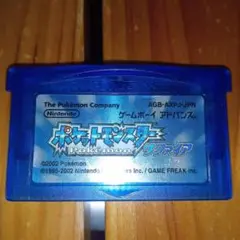 The Pokémon Company AGB-AXPJ-JPN
Nintendo ゲームボーイ アドバンス
ポケットモンスター
サファイア
©2002 Pokémon
©1995-2002 Nintendo / GAME FREAK inc.